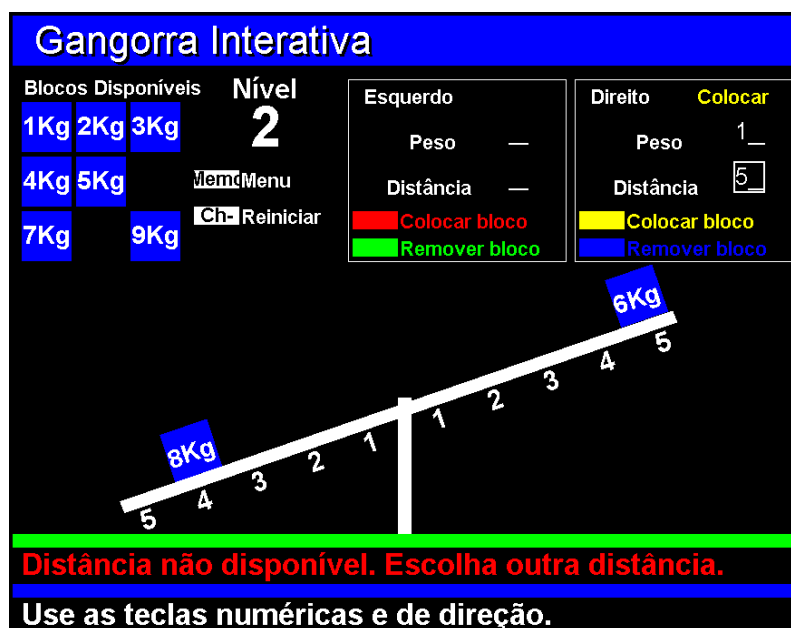 Gangorra Interativa
Blocos Disponíveis
1Kg 2Kg 3Kg
4Kg 5Kg
7Kg 9Kg
Nível
2
Menu
Ch- Reiniciar
Esquerdo
Peso _
Distância _
Colocar bloco
Remover bloco
Direito Colocar
Peso 1_
Distância 5_
Colocar bloco
Remover bloco
6Kg
8Kg
5 4 3 2 1 1 2 3 4 5
Distância não disponível. Escolha outra distância.
Use as teclas numéricas e de direção.